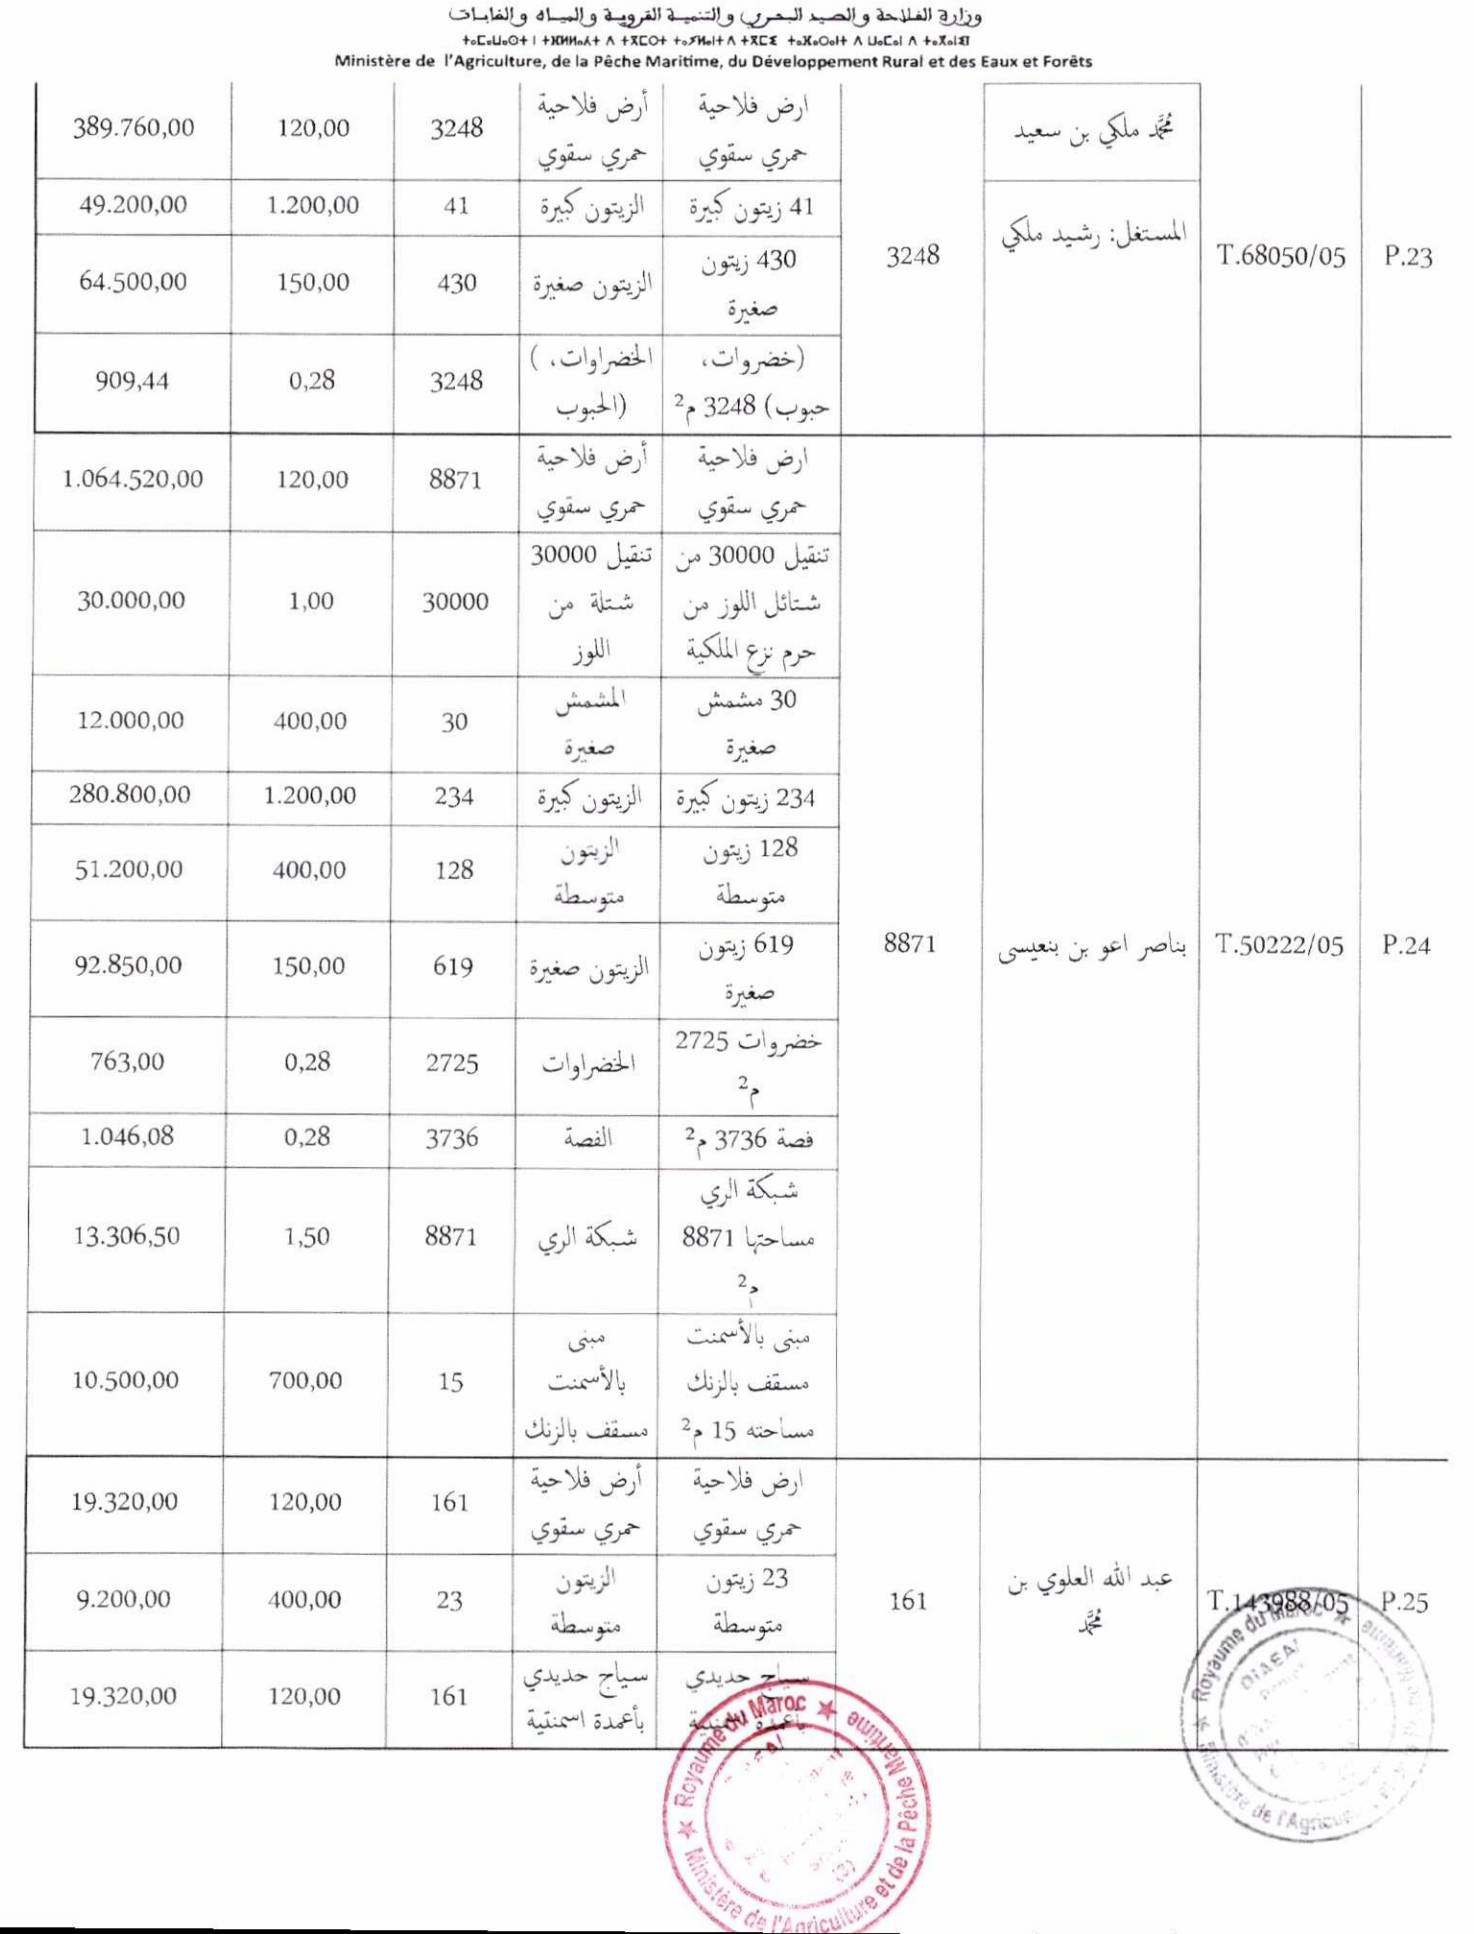 وزارة الفلاحة والصيد البحري والتنمية القروية والمياه والغابات
ⵜⴰⵎⴰⵡⴰⵙⵜ ⵏ ⵜⴼⵍⵍⴰⵃⵜ ⴷ ⵜⴳⵎⵔⵜ ⵜⴰⵢⵍⴰⵏⵜ ⴷ ⵜⴳⵎⵉ ⵜⴰⴽⴰⵔⴰⵏⵜ ⴷ ⵡⴰⵎⴰⵏ ⴷ ⵜⴰⴳⴰⵏⵉⵏ
Ministère de l'Agriculture, de la Pêche Maritime, du Développement Rural et des Eaux et Forêts
P.23
T.68050/05
مُحَمَّد ملكي بن سعيد
المستغل: رشيد ملكي
3248
ارض فلاحية حمري سقوي | أرض فلاحية حمري سقوي | 3248 | 120,00 | 389.760,00
41 زيتون كبيرة | الزيتون كبيرة | 41 | 1.200,00 | 49.200,00
430 زيتون صغيرة | الزيتون صغيرة | 430 | 150,00 | 64.500,00
(خضروات، حبوب) 3248 م² | الخضراوات، ) (الحبوب | 3248 | 0,28 | 909,44
P.24
T.50222/05
بناصر اعو بن بنعيسى
8871
ارض فلاحية حمري سقوي | أرض فلاحية حمري سقوي | 8871 | 120,00 | 1.064.520,00
تنقيل 30000 من شتائل اللوز من حرم نزع الملكية | تنقيل 30000 شتلة من اللوز | 30000 | 1,00 | 30.000,00
30 مشمش صغيرة | المشمش صغيرة | 30 | 400,00 | 12.000,00
234 زيتون كبيرة | الزيتون كبيرة | 234 | 1.200,00 | 280.800,00
128 زيتون متوسطة | الزيتون متوسطة | 128 | 400,00 | 51.200,00
619 زيتون صغيرة | الزيتون صغيرة | 619 | 150,00 | 92.850,00
خضروات 2725 م² | الخضراوات | 2725 | 0,28 | 763,00
فصة 3736 م² | الفصة | 3736 | 0,28 | 1.046,08
شبكة الري مساحتها 8871 م² | شبكة الري | 8871 | 1,50 | 13.306,50
مبنى بالأسمنت مسقف بالزنك مساحته 15 م² | مبنى بالأسمنت مسقف بالزنك | 15 | 700,00 | 10.500,00
P.25
T.143988/05
عبد الله العلوي بن مُحَمَّد
161
ارض فلاحية حمري سقوي | أرض فلاحية حمري سقوي | 161 | 120,00 | 19.320,00
23 زيتون متوسطة | الزيتون متوسطة | 23 | 400,00 | 9.200,00
سياج حديدي بأعمدة اسمنتية | سياج حديدي بأعمدة اسمنتية | 161 | 120,00 | 19.320,00
Royaume du Maroc ★
Ministère de l'Agriculture et de la Pêche Maritime ★
Royaume du Maroc ★
Ministère de l'Agricu